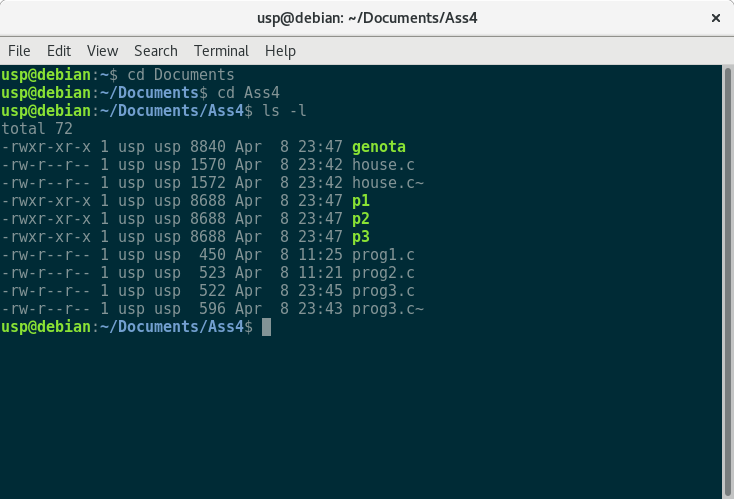 usp@debian: ~/Documents/Ass4 ×
File Edit View Search Terminal Help
usp@debian:~$ cd Documents
usp@debian:~/Documents$ cd Ass4
usp@debian:~/Documents/Ass4$ ls -l
total 72
-rwxr-xr-x 1 usp usp 8840 Apr  8 23:47 genota
-rw-r--r-- 1 usp usp 1570 Apr  8 23:42 house.c
-rw-r--r-- 1 usp usp 1572 Apr  8 23:42 house.c~
-rwxr-xr-x 1 usp usp 8688 Apr  8 23:47 p1
-rwxr-xr-x 1 usp usp 8688 Apr  8 23:47 p2
-rwxr-xr-x 1 usp usp 8688 Apr  8 23:47 p3
-rw-r--r-- 1 usp usp  450 Apr  8 11:25 prog1.c
-rw-r--r-- 1 usp usp  523 Apr  8 11:21 prog2.c
-rw-r--r-- 1 usp usp  522 Apr  8 23:45 prog3.c
-rw-r--r-- 1 usp usp  596 Apr  8 23:43 prog3.c~
usp@debian:~/Documents/Ass4$